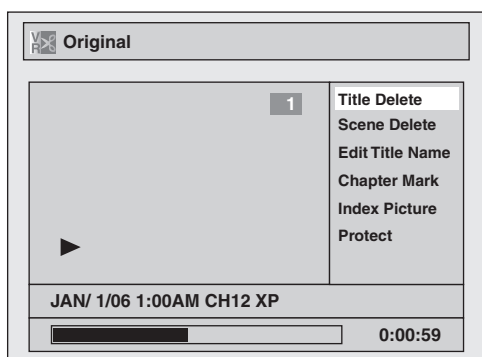 VR Original
1
Title Delete
Scene Delete
Edit Title Name
Chapter Mark
Index Picture
Protect
JAN/ 1/06 1:00AM CH12 XP
0:00:59